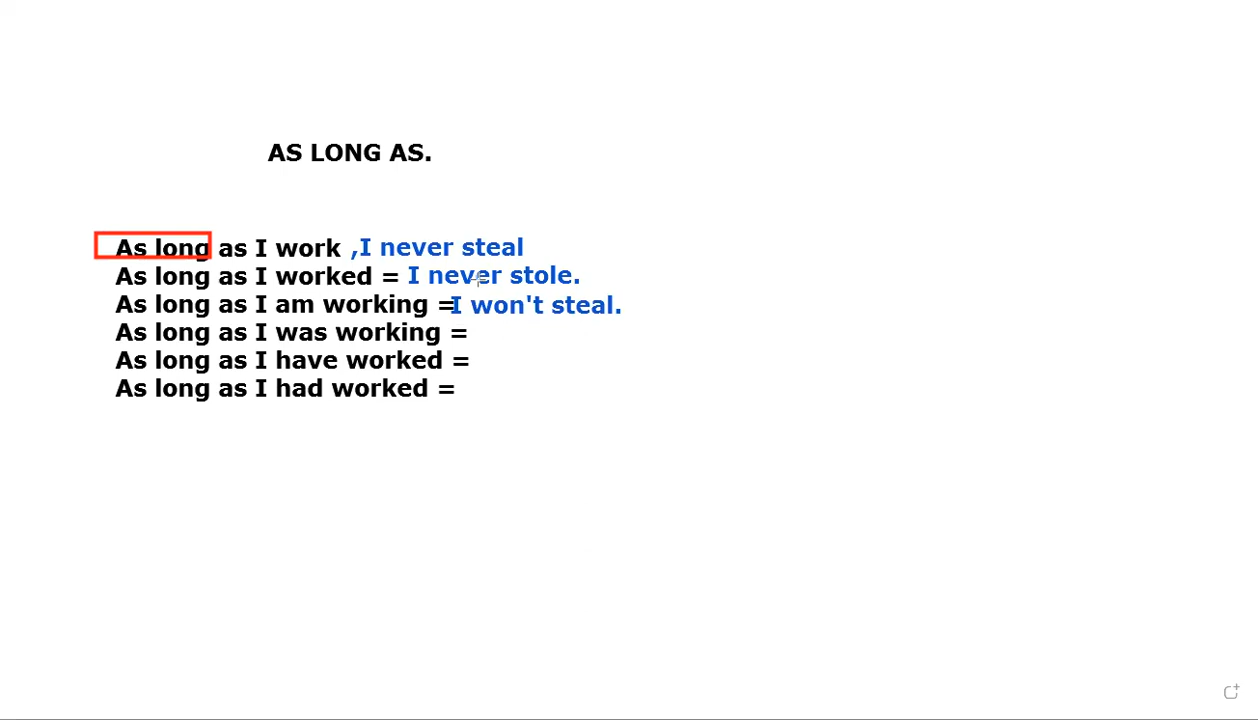 AS LONG AS.
As long as I work ,I never steal
As long as I worked = I never stole.
As long as I am working =I won't steal.
As long as I was working =
As long as I have worked =
As long as I had worked =